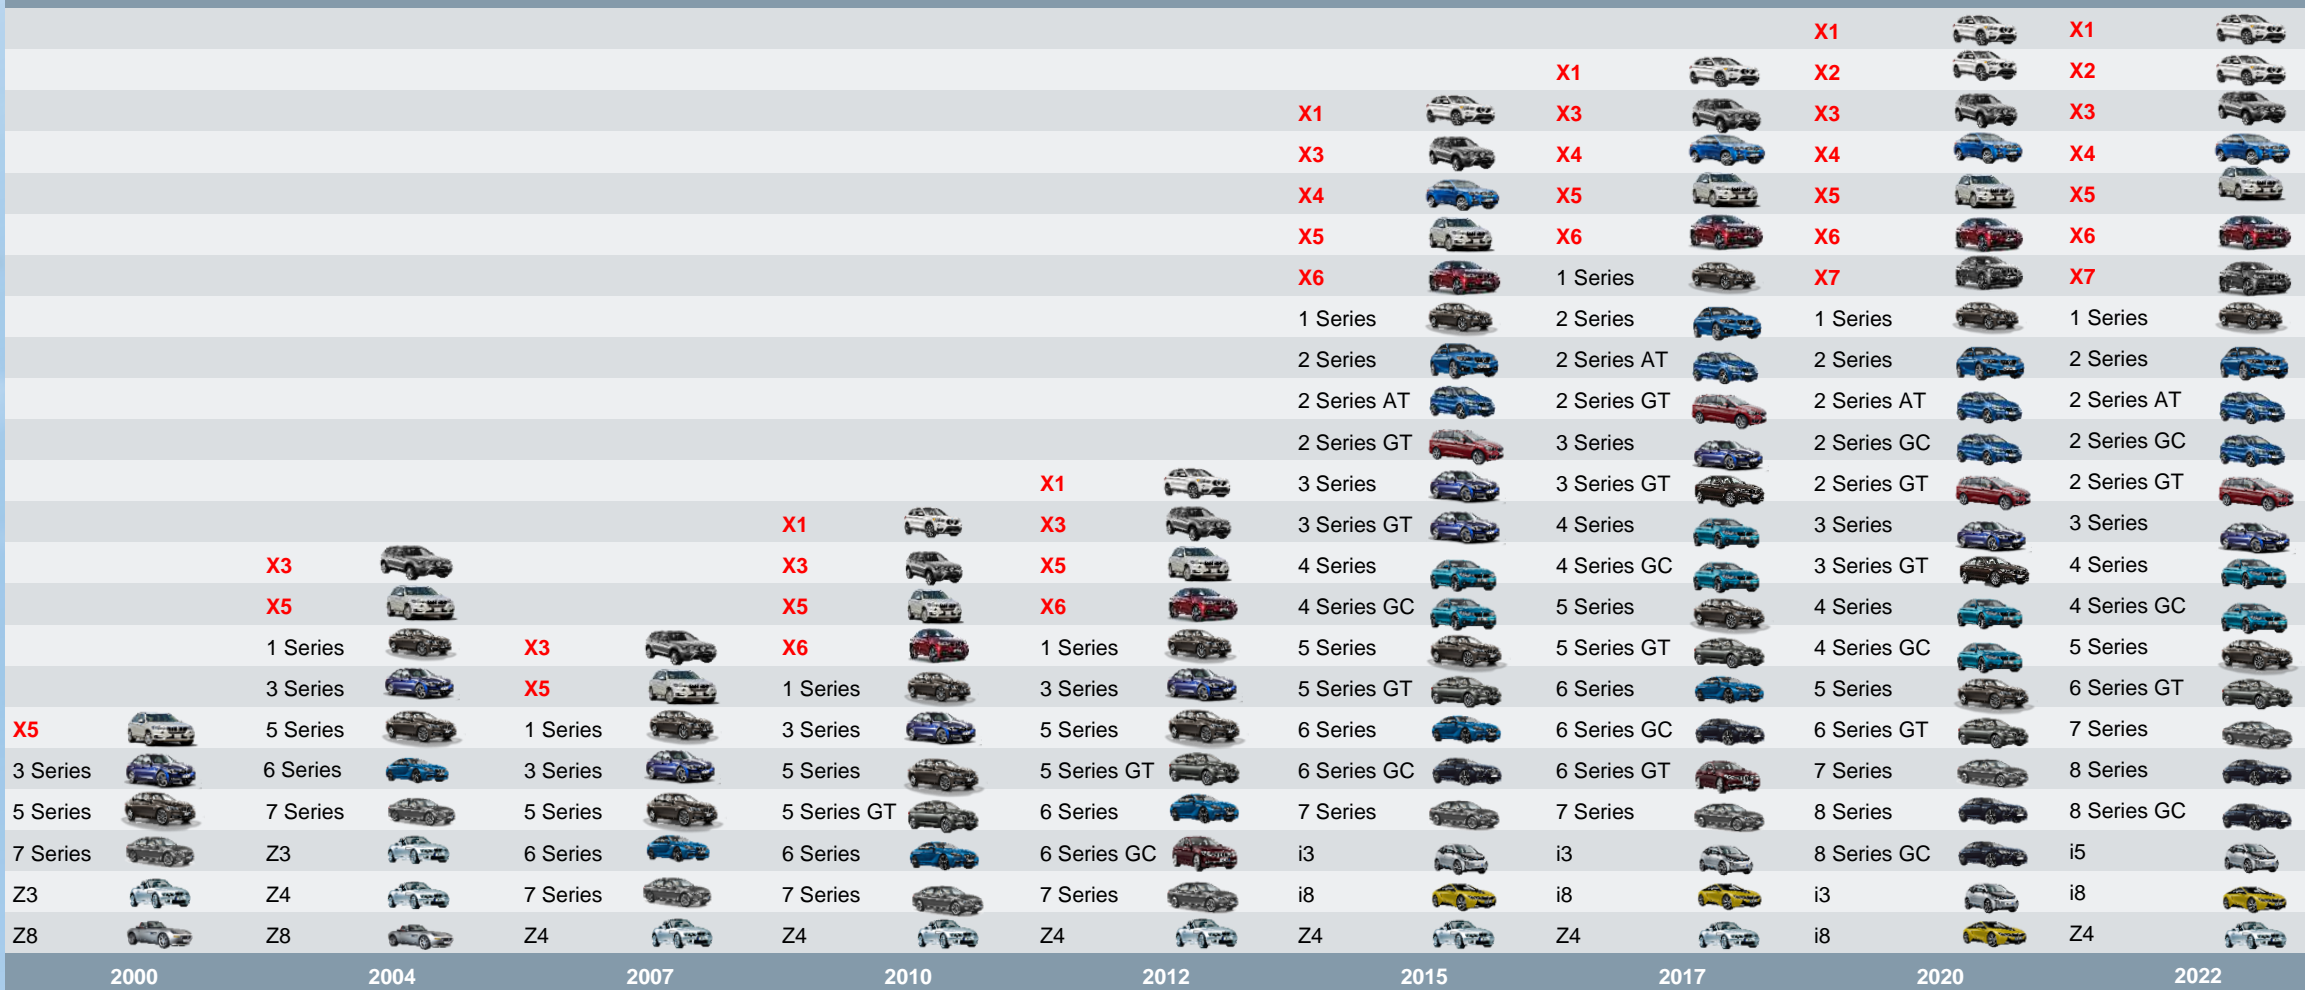 X5
3 Series
5 Series
7 Series
Z3
Z8
2000
X3
X5
1 Series
3 Series
5 Series
6 Series
7 Series
Z3
Z4
Z8
2004
X3
X5
1 Series
3 Series
5 Series
6 Series
7 Series
Z4
2007
X1
X3
X5
X6
1 Series
3 Series
5 Series
5 Series GT
6 Series
7 Series
Z4
2010
X1
X3
X5
X6
1 Series
3 Series
5 Series
5 Series GT
6 Series
6 Series GC
7 Series
Z4
2012
X1
X3
X4
X5
X6
1 Series
2 Series
2 Series AT
2 Series GT
3 Series
3 Series GT
4 Series
4 Series GC
5 Series
5 Series GT
6 Series
6 Series GC
7 Series
i3
i8
Z4
2015
X1
X3
X4
X5
X6
1 Series
2 Series
2 Series AT
2 Series GT
3 Series
3 Series GT
4 Series
4 Series GC
5 Series
5 Series GT
6 Series
6 Series GC
6 Series GT
7 Series
i3
i8
Z4
2017
X1
X2
X3
X4
X5
X6
X7
1 Series
2 Series
2 Series AT
2 Series GC
2 Series GT
3 Series
3 Series GT
4 Series
4 Series GC
5 Series
6 Series GT
7 Series
8 Series
8 Series GC
i3
i8
2020
X1
X2
X3
X4
X5
X6
X7
1 Series
2 Series
2 Series AT
2 Series GC
2 Series GT
3 Series
4 Series
4 Series GC
5 Series
6 Series GT
7 Series
8 Series
8 Series GC
i5
i8
Z4
2022